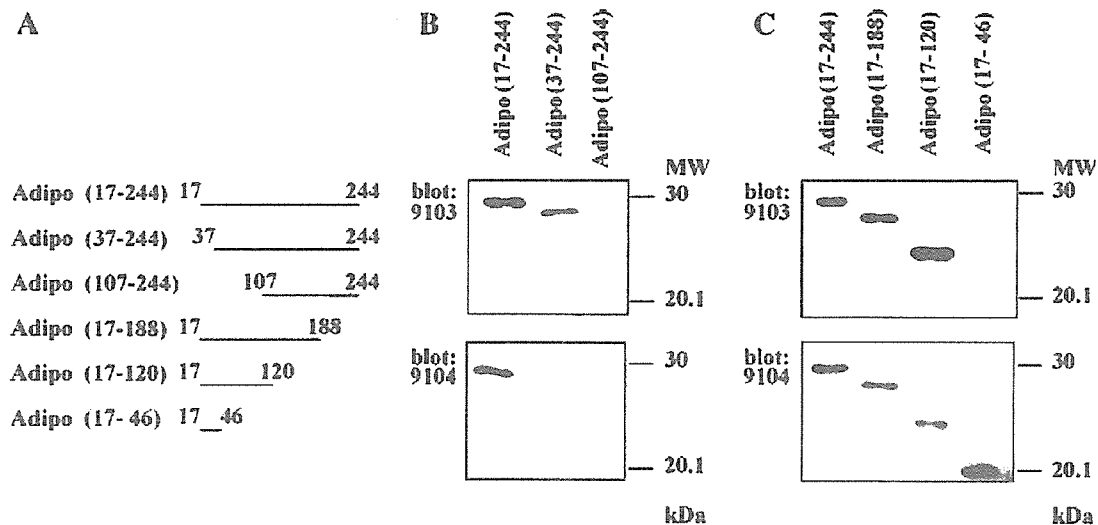 A
Adipo (17-244) 17 244
Adipo (37-244) 37 244
Adipo (107-244) 107 244
Adipo (17-188) 17 188
Adipo (17-120) 17 120
Adipo (17- 46) 17 46
B
Adipo (17-244)
Adipo (37-244)
Adipo (107-244)
MW
blot:
9103
30
20.1
blot:
9104
30
20.1
kDa
C
Adipo (17-244)
Adipo (17-188)
Adipo (17-120)
Adipo (17- 46)
MW
blot:
9103
30
20.1
blot:
9104
30
20.1
kDa